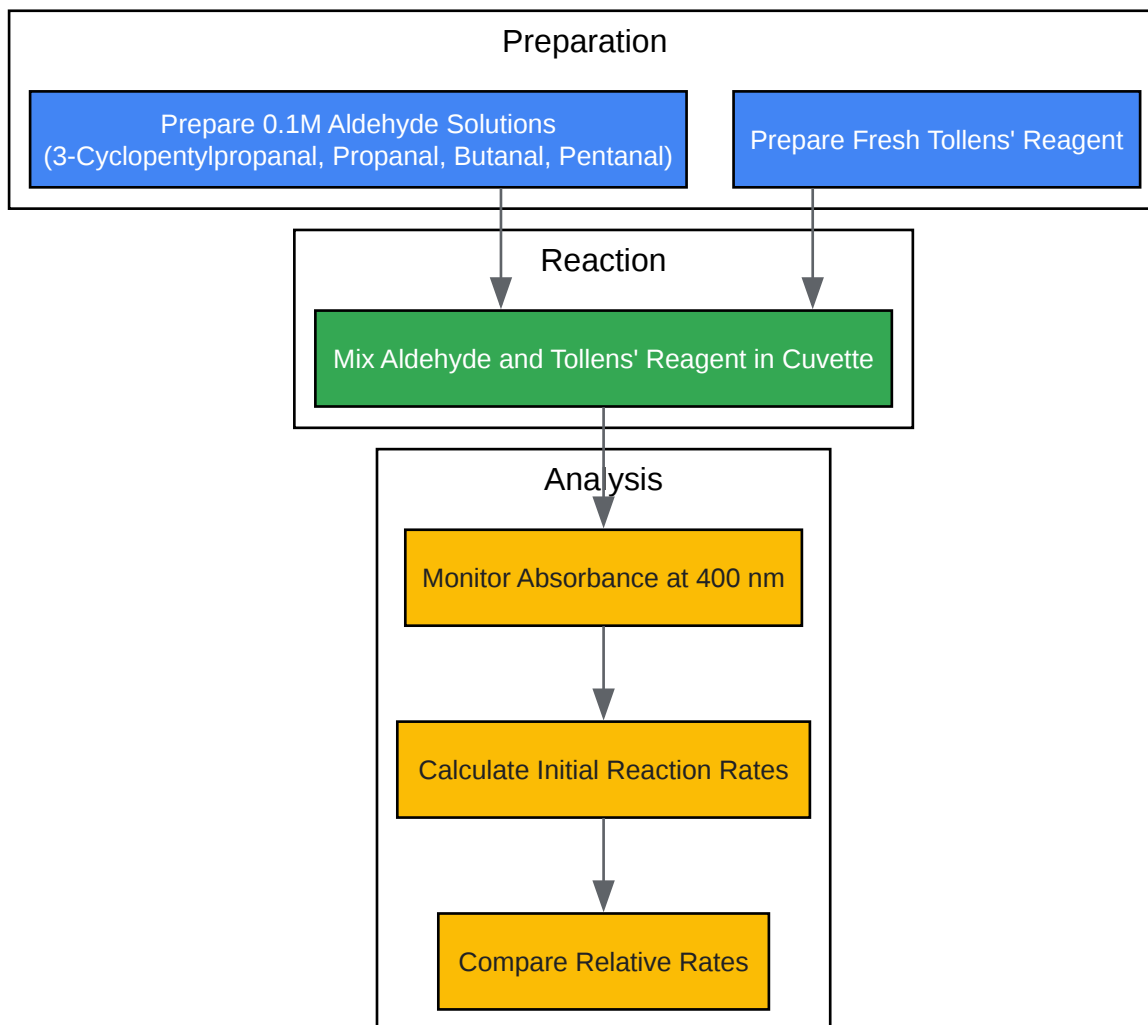 Preparation
Prepare 0.1M Aldehyde Solutions
(3-Cyclopentylpropanal, Propanal, Butanal, Pentanal)
Prepare Fresh Tollens' Reagent
Reaction
Mix Aldehyde and Tollens' Reagent in Cuvette
Analysis
Monitor Absorbance at 400 nm
Calculate Initial Reaction Rates
Compare Relative Rates